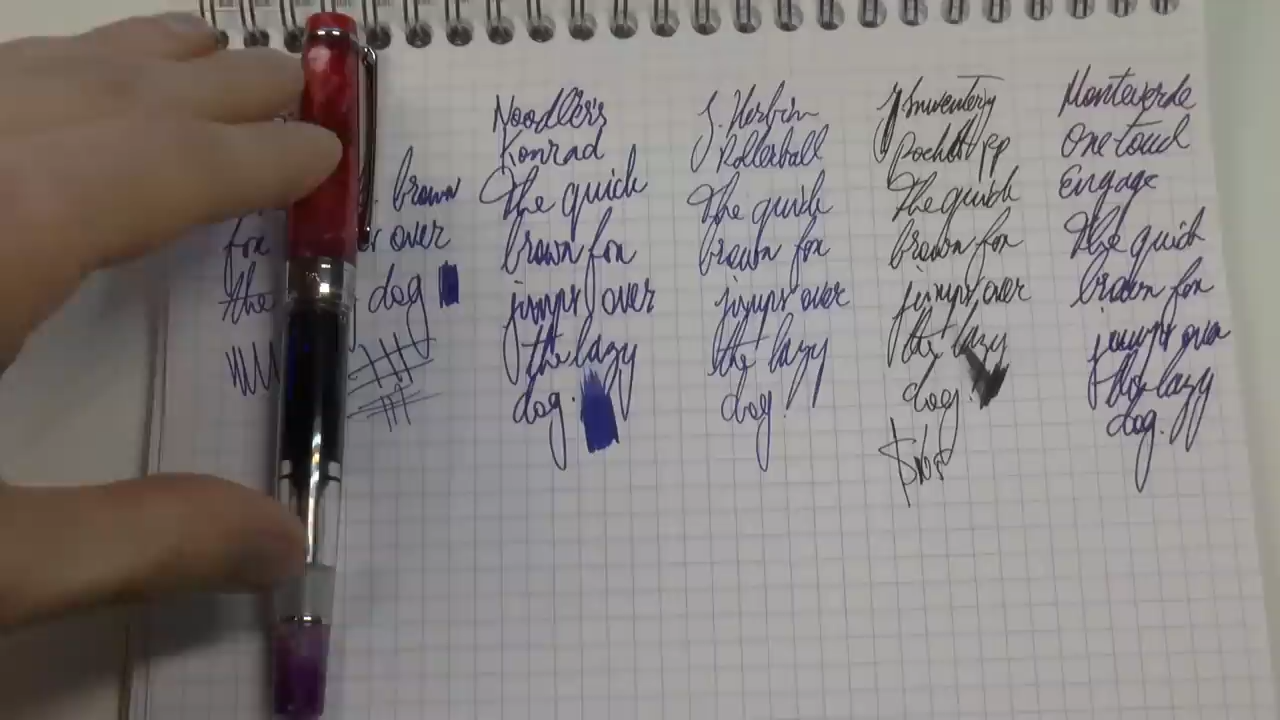 brown
fox
over
the
dog
Noodler's
Konrad
The quick
brown fox
jumps over
the lazy
dog.
J. Herbin
Rollerball
The quick
brown fox
jumps over
the lazy
dog.
Inventery
Pocket
The quick
brown fox
jumps over
the lazy
dog.
Monteverde
One touch
Engage
The quick
brown fox
jumps over
lazy
dog.